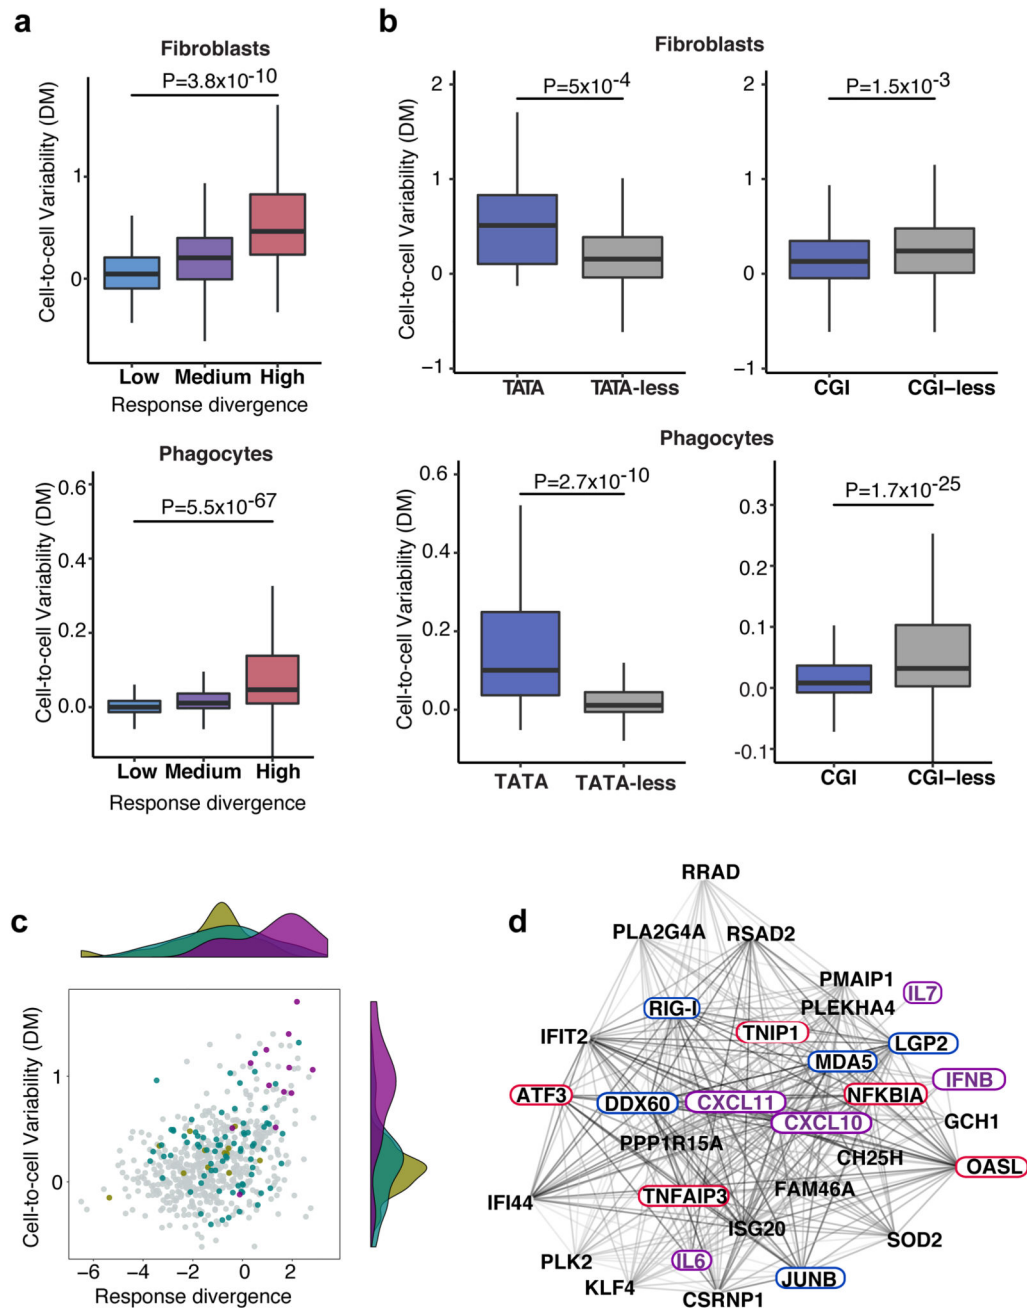 a
Fibroblasts
P=3.8x10-10
Cell-to-cell Variability (DM)
1
0
Low Medium High
Response divergence
Phagocytes
P=5.5x10-67
Cell-to-cell Variability (DM)
0.6
0.4
0.2
0.0
Low Medium High
Response divergence
b
Fibroblasts
P=5x10-4
Cell-to-cell Variability (DM)
2
1
0
−1
TATA TATA-less
P=1.5x10-3
2
1
0
−1
CGI CGI–less
Phagocytes
P=2.7x10-10
Cell-to-cell Variability (DM)
0.6
0.4
0.2
0.0
TATA TATA-less
P=1.7x10-25
0.3
0.2
0.1
0.0
-0.1
CGI CGI–less
c
Cell-to-cell Variability (DM)
1
0
−6 −4 −2 0 2
Response divergence
d
RRAD
PLA2G4A RSAD2
PMAIP1
IL7
RIG-I PLEKHA4
IFIT2 TNIP1 LGP2
MDA5
IFNB
ATF3 DDX60 CXCL11 NFKBIA
CXCL10 GCH1
PPP1R15A
CH25H OASL
FAM46A
IFI44 TNFAIP3
ISG20
SOD2
PLK2 IL6
KLF4 JUNB
CSRNP1